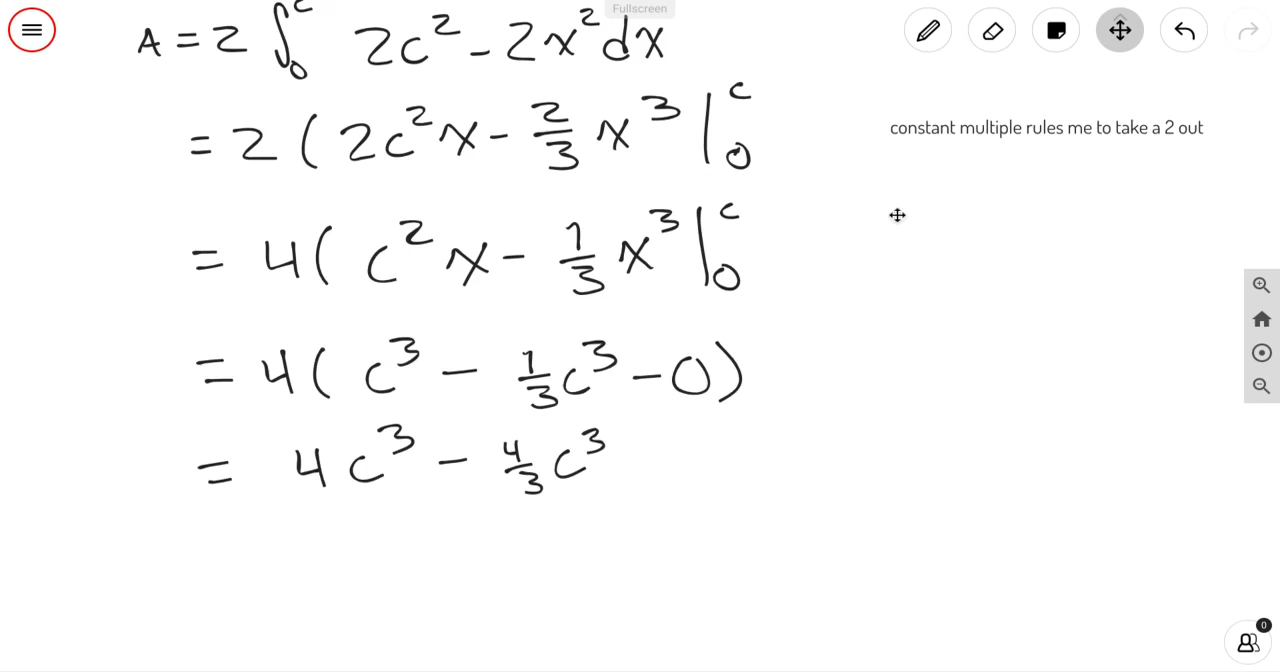 Fullscreen
A = 2 ∫₀ᶜ 2c² - 2x² dx
= 2 ( 2c²x - 2/3 x³ |₀ᶜ
constant multiple rules me to take a 2 out
= 4 ( c²x - 1/3 x³ |₀ᶜ
= 4 ( c³ - 1/3 c³ - 0 )
= 4c³ - 4/3 c³
0